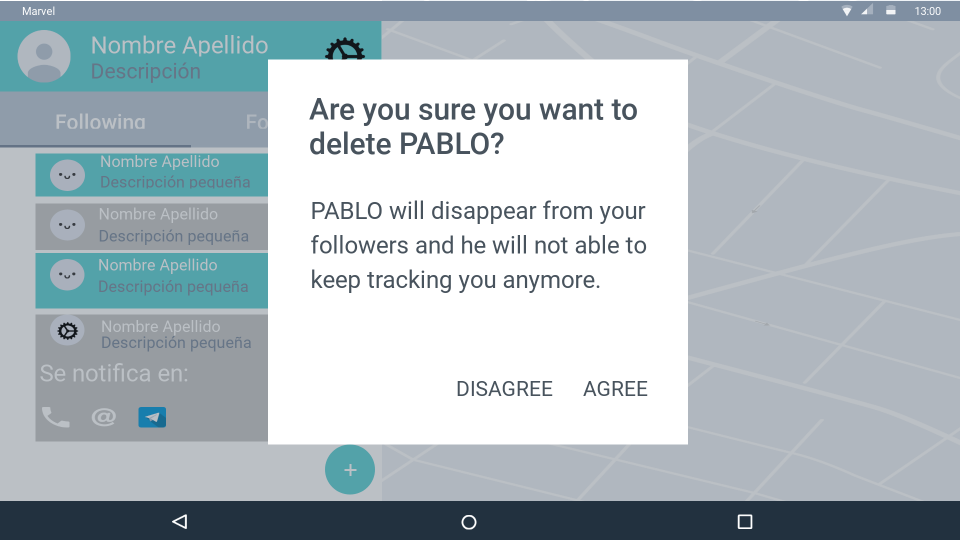 Marvel
13:00
Nombre Apellido
Descripción
Following
Fo
Are you sure you want to
delete PABLO?
PABLO will disappear from your
followers and he will not able to
keep tracking you anymore.
DISAGREE AGREE
Nombre Apellido
Descripción pequeña
Nombre Apellido
Descripción pequeña
Nombre Apellido
Descripción pequeña
Nombre Apellido
Descripción pequeña
Se notifica en:
@
+